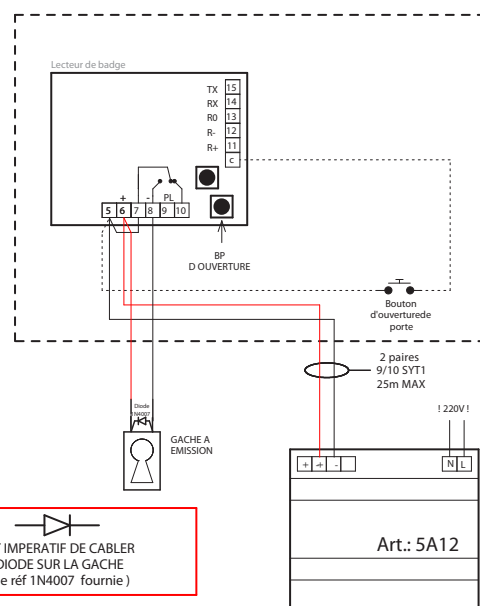 Lecteur de badge
TX 15
RX 14
R0 13
R- 12
R+ 11
c
+ - PL
5 6 7 8 9 10
BP
D OUVERTURE
Bouton
d'ouverturede
porte
2 paires
9/10 SYT1
25m MAX
! 220V !
Diode
1N4007
GACHE A
EMISSION
+ + - N L
Art.: 5A12
IMPERATIF DE CABLER
DIODE SUR LA GACHE
réf 1N4007 fournie )